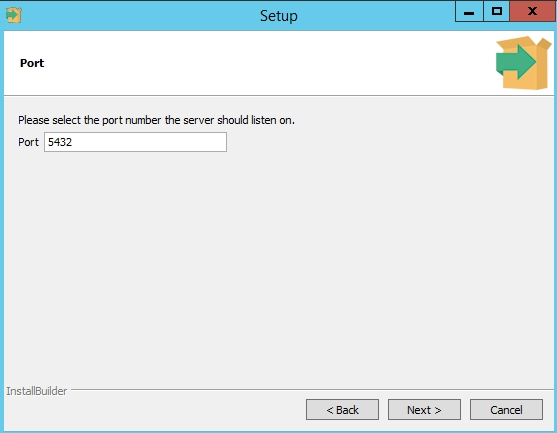 Setup
Port
Please select the port number the server should listen on.
Port 5432
InstallBuilder
< Back Next > Cancel